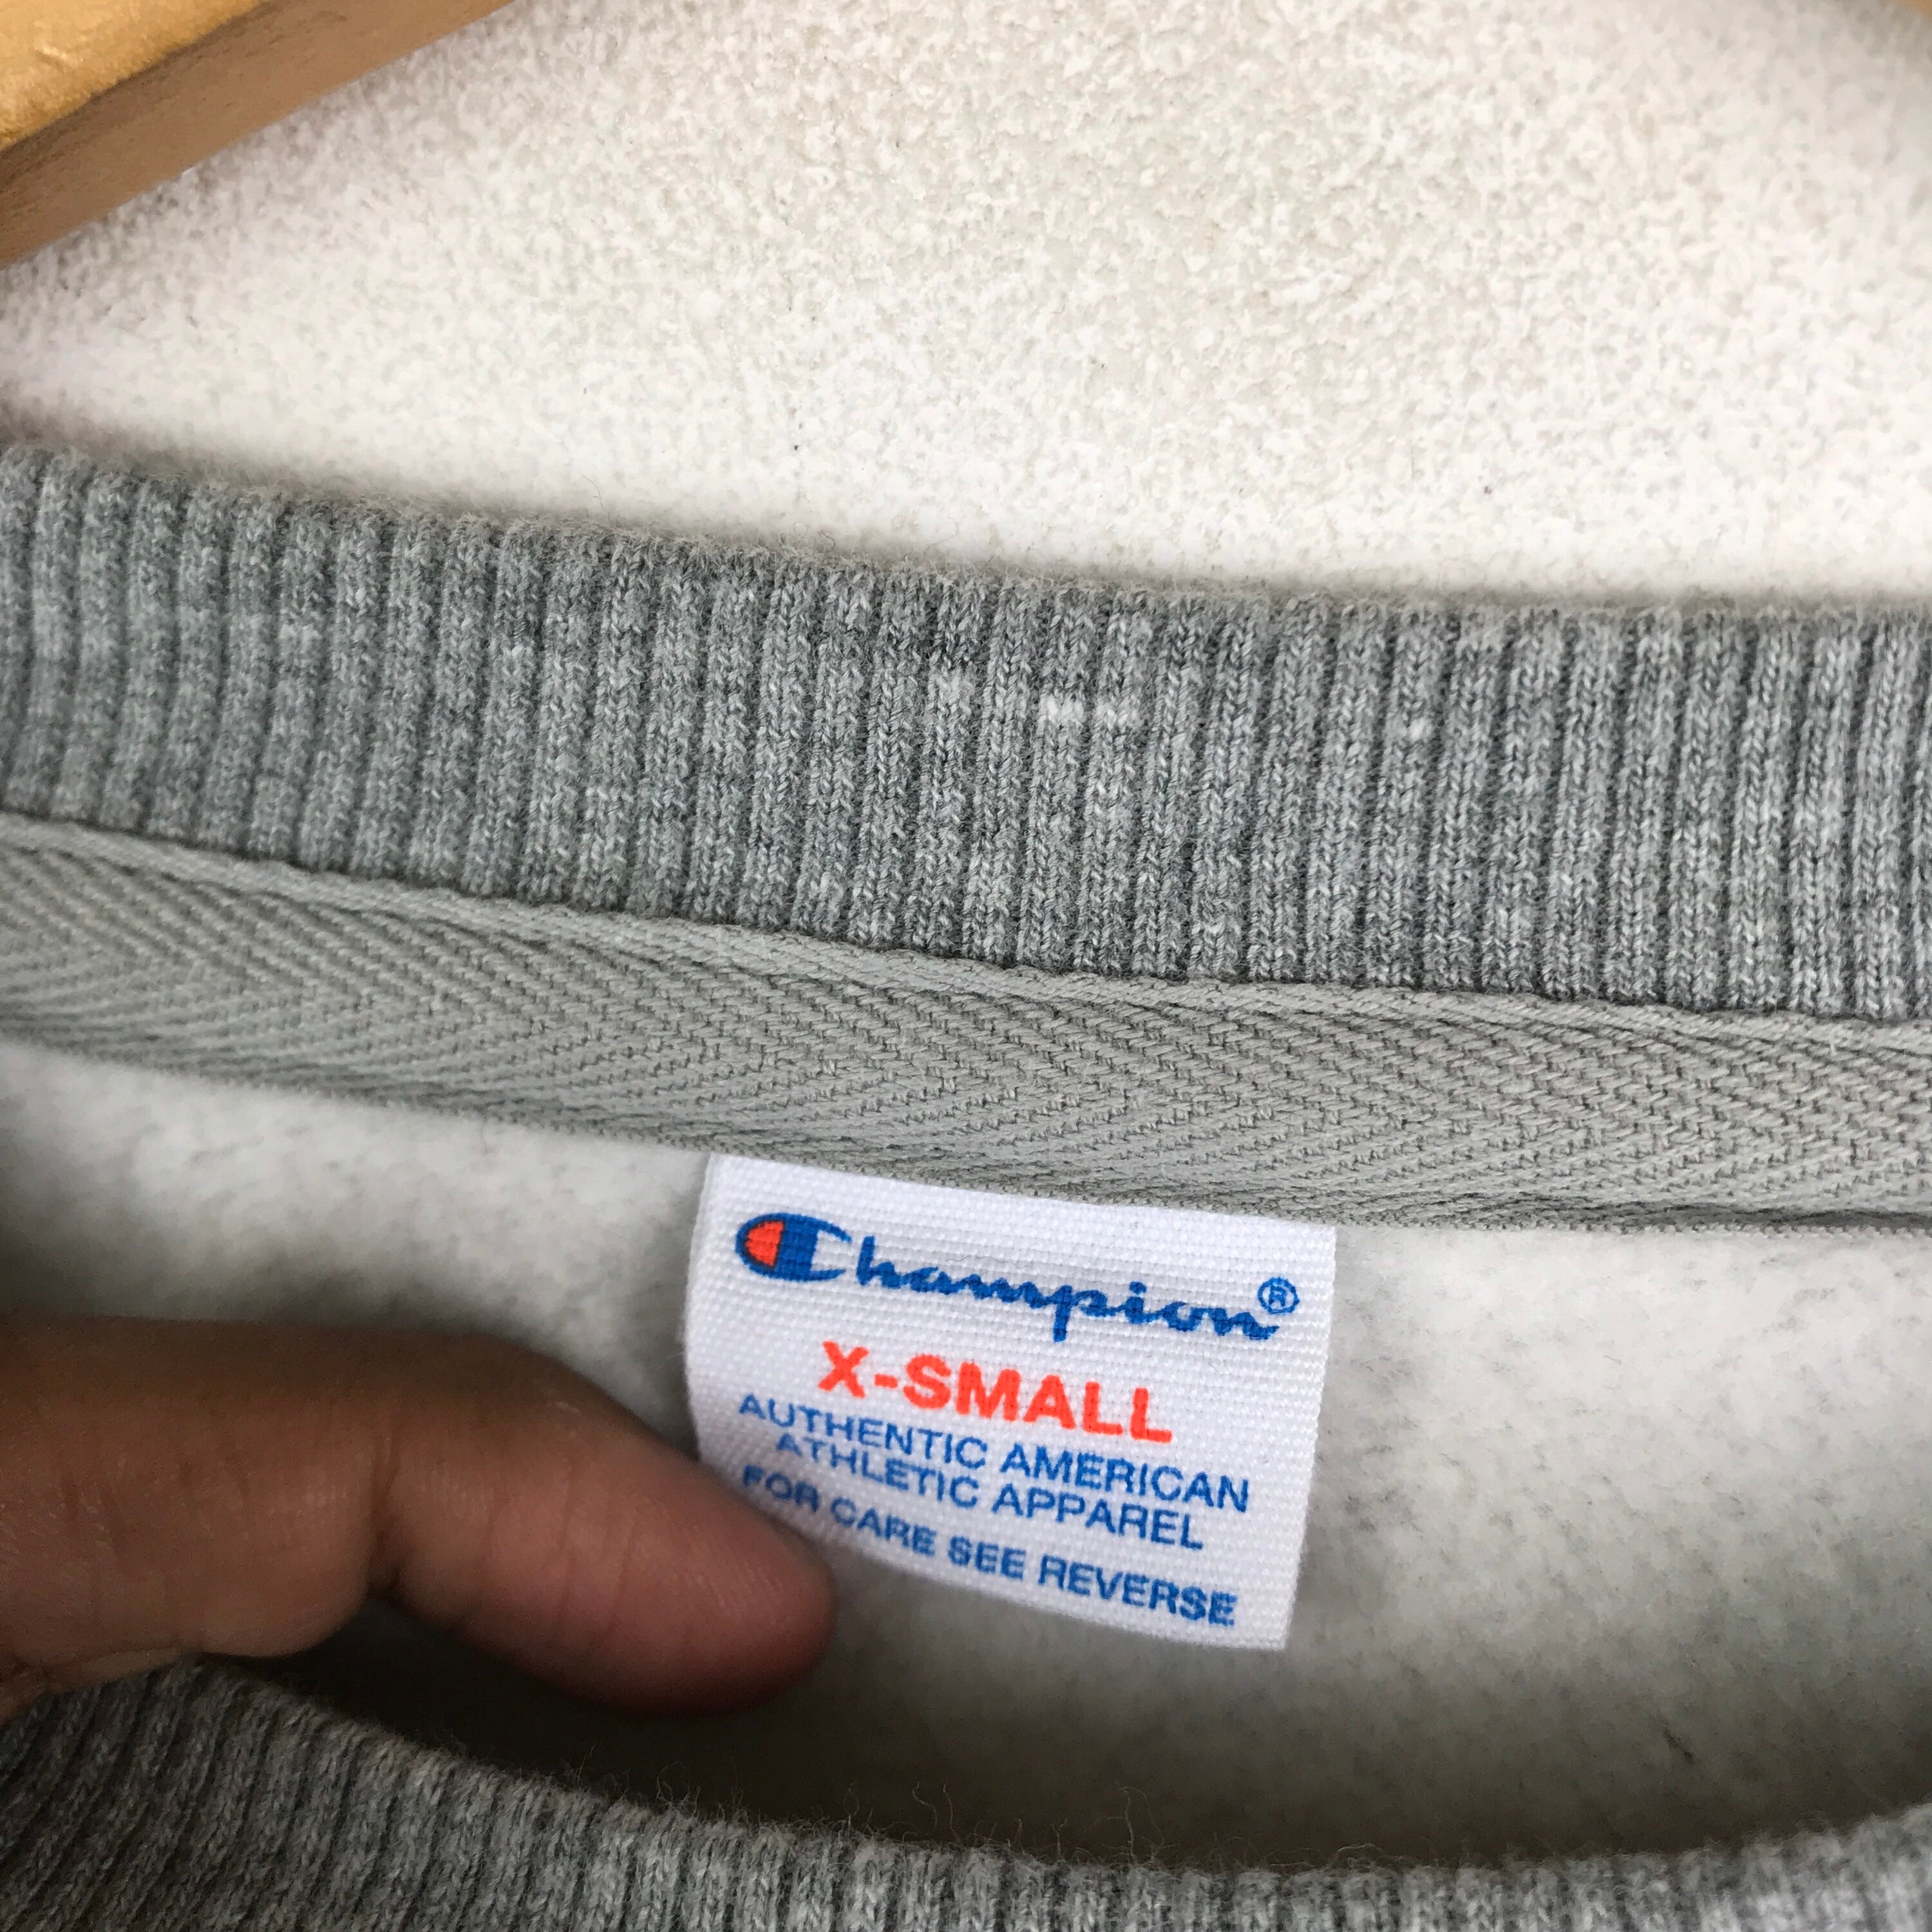 Champion®
X-SMALL
AUTHENTIC AMERICAN
ATHLETIC APPAREL
FOR CARE SEE REVERSE